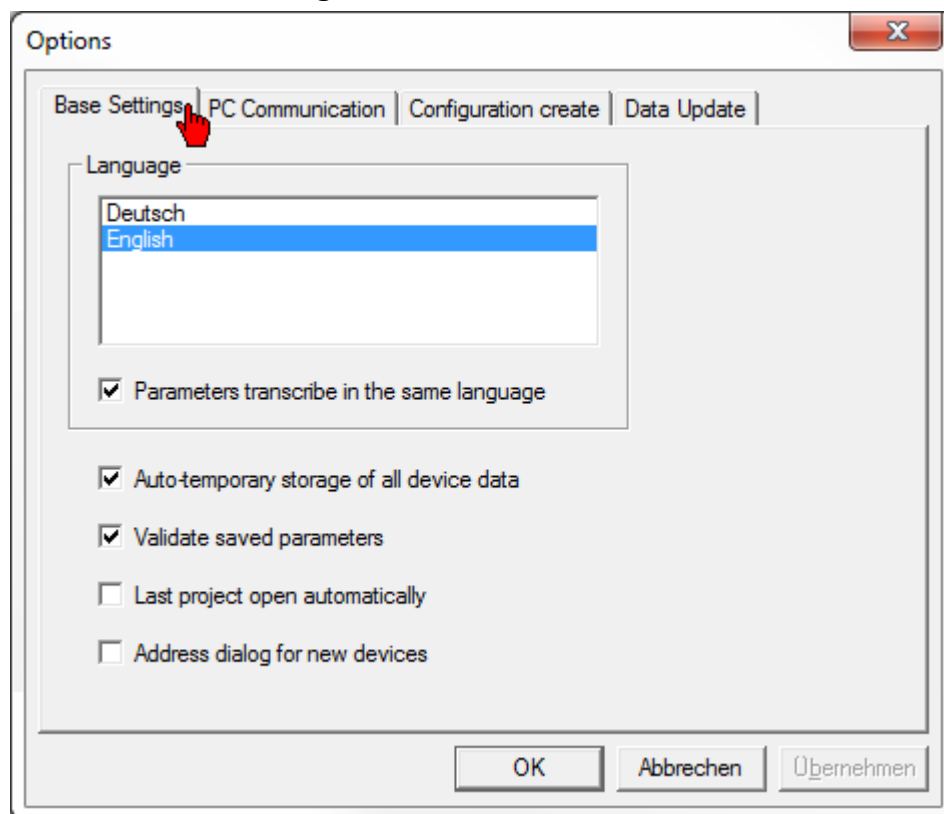 Options
Base Settings PC Communication Configuration create Data Update
Language
Deutsch
English
Parameters transcribe in the same language
Auto-temporary storage of all device data
Validate saved parameters
Last project open automatically
Address dialog for new devices
OK Abbrechen Übernehmen